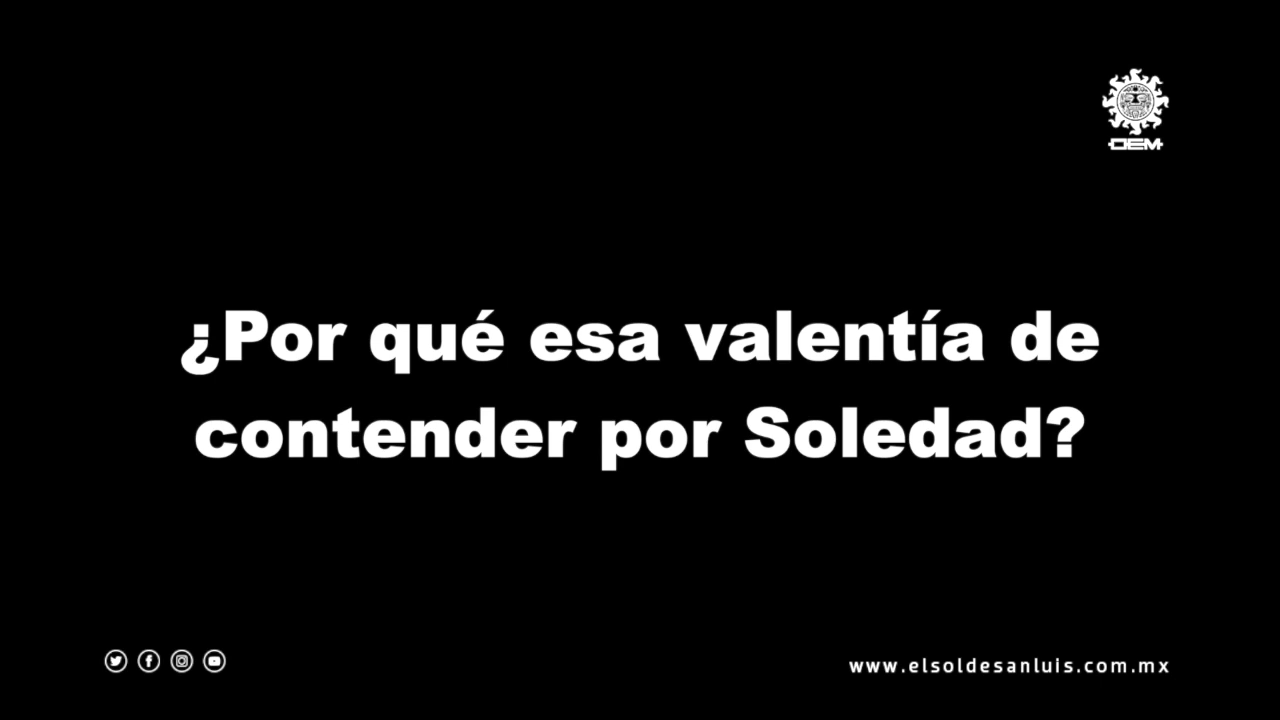 OEM
¿Por qué esa valentía de
contender por Soledad?
www.elsoldesanluis.com.mx